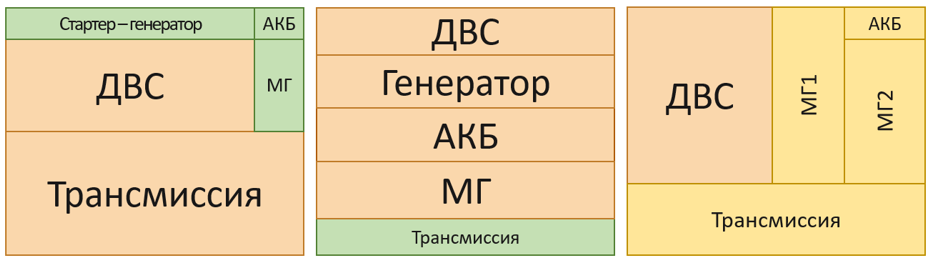 Стартер – генератор
АКБ
ДВС
МГ
Трансмиссия
ДВС
Генератор
АКБ
МГ
Трансмиссия
ДВС
МГ1
АКБ
МГ2
Трансмиссия